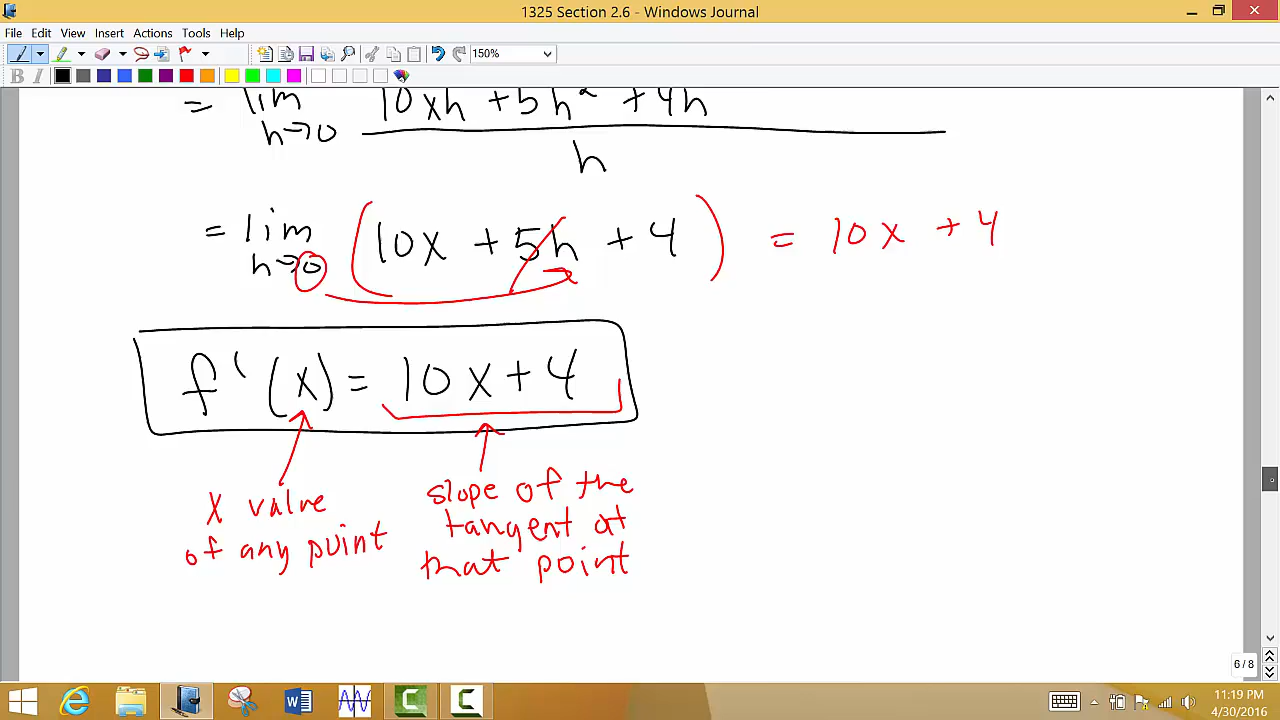 1325 Section 2.6 - Windows Journal
File Edit View Insert Actions Tools Help
150%
B I
= lim 10xh + 5h² + 4h
h→0 h
= lim (10x + 5h + 4) = 10x + 4
h→0
f'(x) = 10x + 4
X value
of any point
slope of the
tangent at
that point
6 / 8
11:19 PM
4/30/2016